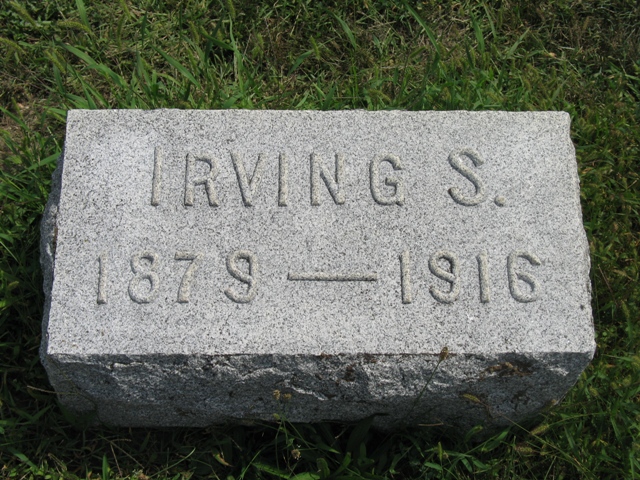 IRVING S.
1879 — 1916